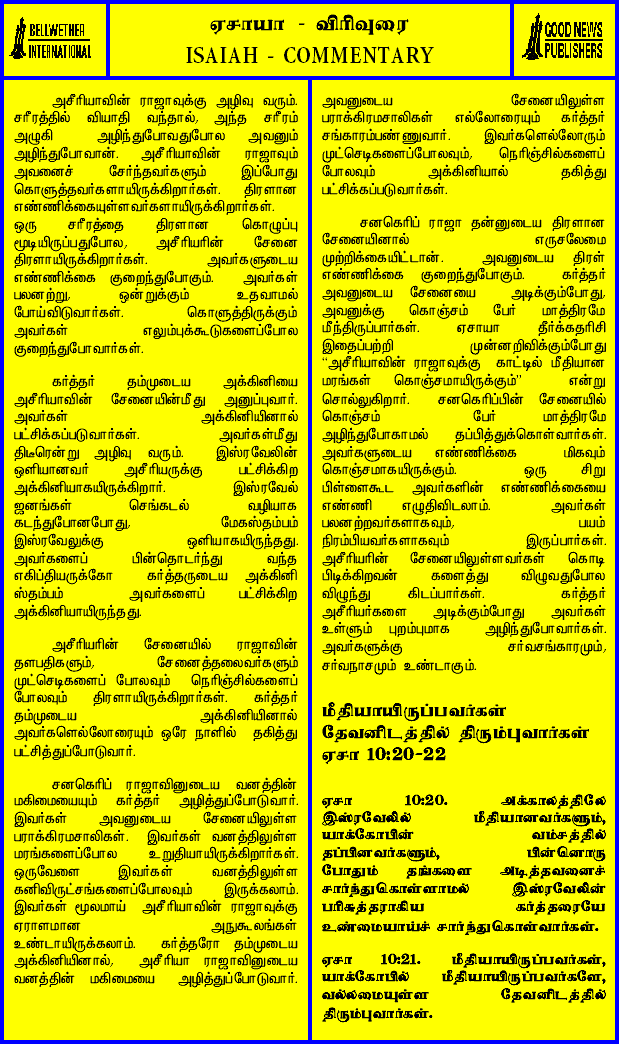 BELLWETHER
INTERNATIONAL
ஏசாயா - விரிவுரை
ISAIAH - COMMENTARY
GOOD NEWS
PUBLISHERS
அசீரியாவின் ராஜாவுக்கு அழிவு வரும்.
சரீரத்தில் வியாதி வந்தால், அந்த சரீரம்
அழுகி அழிந்துபோவதுபோல அவனும்
அழிந்துபோவான். அசீரியாவின் ராஜாவும்
அவனைச் சேர்ந்தவர்களும் இப்போது
கொளுத்தவர்களாயிருக்கிறார்கள். திரளான
எண்ணிக்கையுள்ளவர்களாயிருக்கிறார்கள்.
ஒரு சரீரத்தை திரளான கொழுப்பு
மூடியிருப்பதுபோல, அசீரியரின் சேனை
திரளாயிருக்கிறார்கள். அவர்களுடைய
எண்ணிக்கை குறைந்துபோகும். அவர்கள்
பலனற்று, ஒன்றுக்கும் உதவாமல்
போய்விடுவார்கள். கொளுத்திருக்கும்
அவர்கள் எலும்புக்கூடுகளைப்போல
குறைந்துபோவார்கள்.
கர்த்தர் தம்முடைய அக்கினியை
அசீரியாவின் சேனையின்மீது அனுப்புவார்.
அவர்கள் அக்கினியினால்
பட்சிக்கப்படுவார்கள். அவர்கள்மீது
திடீரென்று அழிவு வரும். இஸ்ரவேலின்
ஒளியானவர் அசீரியருக்கு பட்சிக்கிற
அக்கினியாகயிருக்கிறார். இஸ்ரவேல்
ஜனங்கள் செங்கடல் வழியாக
கடந்துபோனபோது, மேகஸ்தம்பம்
இஸ்ரவேலுக்கு ஒளியாகயிருந்தது.
அவர்களைப் பின்தொடர்ந்து வந்த
எகிப்தியருக்கோ கர்த்தருடைய அக்கினி
ஸ்தம்பம் அவர்களைப் பட்சிக்கிற
அக்கினியாயிருந்தது.
அசீரியரின் சேனையில் ராஜாவின்
தளபதிகளும், சேனைத்தலைவர்களும்
முட்செடிகளைப் போலவும் நெரிஞ்சில்களைப்
போலவும் திரளாயிருக்கிறார்கள். கர்த்தர்
தம்முடைய அக்கினியினால்
அவர்களெல்லோரையும் ஒரே நாளில் தகித்து
பட்சித்துப்போடுவார்.
சனகெரிப் ராஜாவினுடைய வனத்தின்
மகிமையையும் கர்த்தர் அழித்துப்போடுவார்.
இவர்கள் அவனுடைய சேனையிலுள்ள
பராக்கிரமசாலிகள். இவர்கள் வனத்திலுள்ள
மரங்களைப்போல உறுதியாயிருக்கிறார்கள்.
ஒருவேளை இவர்கள் வனத்திலுள்ள
கனிவிருட்சங்களைப்போலவும் இருக்கலாம்.
இவர்கள் மூலமாய் அசீரியாவின் ராஜாவுக்கு
ஏராளமான அநுகூலங்கள்
உண்டாயிருக்கலாம். கர்த்தரோ தம்முடைய
அக்கினியினால், அசீரியா ராஜாவினுடைய
வனத்தின் மகிமையை அழித்துப்போடுவார்.
அவனுடைய சேனையிலுள்ள
பராக்கிரமசாலிகள் எல்லோரையும் கர்த்தர்
சங்காரம்பண்ணுவார். இவர்களெல்லோரும்
முட்செடிகளைப்போலவும், நெரிஞ்சில்களைப்
போலவும் அக்கினியால் தகித்து
பட்சிக்கப்படுவார்கள்.
சனகெரிப் ராஜா தன்னுடைய திரளான
சேனையினால் எருசலேமை
முற்றிக்கையிட்டான். அவனுடைய திரள்
எண்ணிக்கை குறைந்துபோகும். கர்த்தர்
அவனுடைய சேனையை அடிக்கும்போது,
அவனுக்கு கொஞ்சம் பேர் மாத்திரமே
மீந்திருப்பார்கள். ஏசாயா தீர்க்கதரிசி
இதைப்பற்றி முன்னறிவிக்கும்போது
“அசீரியாவின் ராஜாவுக்கு காட்டில் மீதியான
மரங்கள் கொஞ்சமாயிருக்கும்” என்று
சொல்லுகிறார். சனகெரிப்பின் சேனையில்
கொஞ்சம் பேர் மாத்திரமே
அழிந்துபோகாமல் தப்பித்துக்கொள்வார்கள்.
அவர்களுடைய எண்ணிக்கை மிகவும்
கொஞ்சமாகயிருக்கும். ஒரு சிறு
பிள்ளைகூட அவர்களின் எண்ணிக்கையை
எண்ணி எழுதிவிடலாம். அவர்கள்
பலனற்றவர்களாகவும், பயம்
நிரம்பியவர்களாகவும் இருப்பார்கள்.
அசீரியரின் சேனையிலுள்ளவர்கள் கொடி
பிடிக்கிறவன் களைத்து விழுவதுபோல
விழுந்து கிடப்பார்கள். கர்த்தர்
அசீரியர்களை அடிக்கும்போது அவர்கள்
உள்ளும் புறம்புமாக அழிந்துபோவார்கள்.
அவர்களுக்கு சர்வசங்காரமும்,
சர்வநாசமும் உண்டாகும்.
மீதியாயிருப்பவர்கள்
தேவனிடத்தில் திரும்புவார்கள்
ஏசா 10:20-22
ஏசா 10:20. அக்காலத்திலே
இஸ்ரவேலில் மீதியானவர்களும்,
யாக்கோபின் வம்சத்தில்
தப்பினவர்களும், பின்னொரு
போதும் தங்களை அடித்தவனைச்
சார்ந்துகொள்ளாமல் இஸ்ரவேலின்
பரிசுத்தராகிய கர்த்தரையே
உண்மையாய்ச் சார்ந்துகொள்வார்கள்.
ஏசா 10:21. மீதியாயிருப்பவர்கள்,
யாக்கோபில் மீதியாயிருப்பவர்களே,
வல்லமையுள்ள தேவனிடத்தில்
திரும்புவார்கள்.